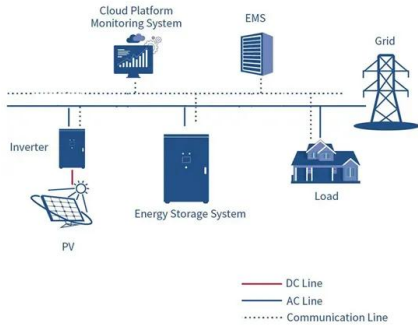 Cloud Platform
Monitoring System
EMS
Grid
Inverter
Energy Storage System
Load
PV
DC Line
AC Line
Communication Line